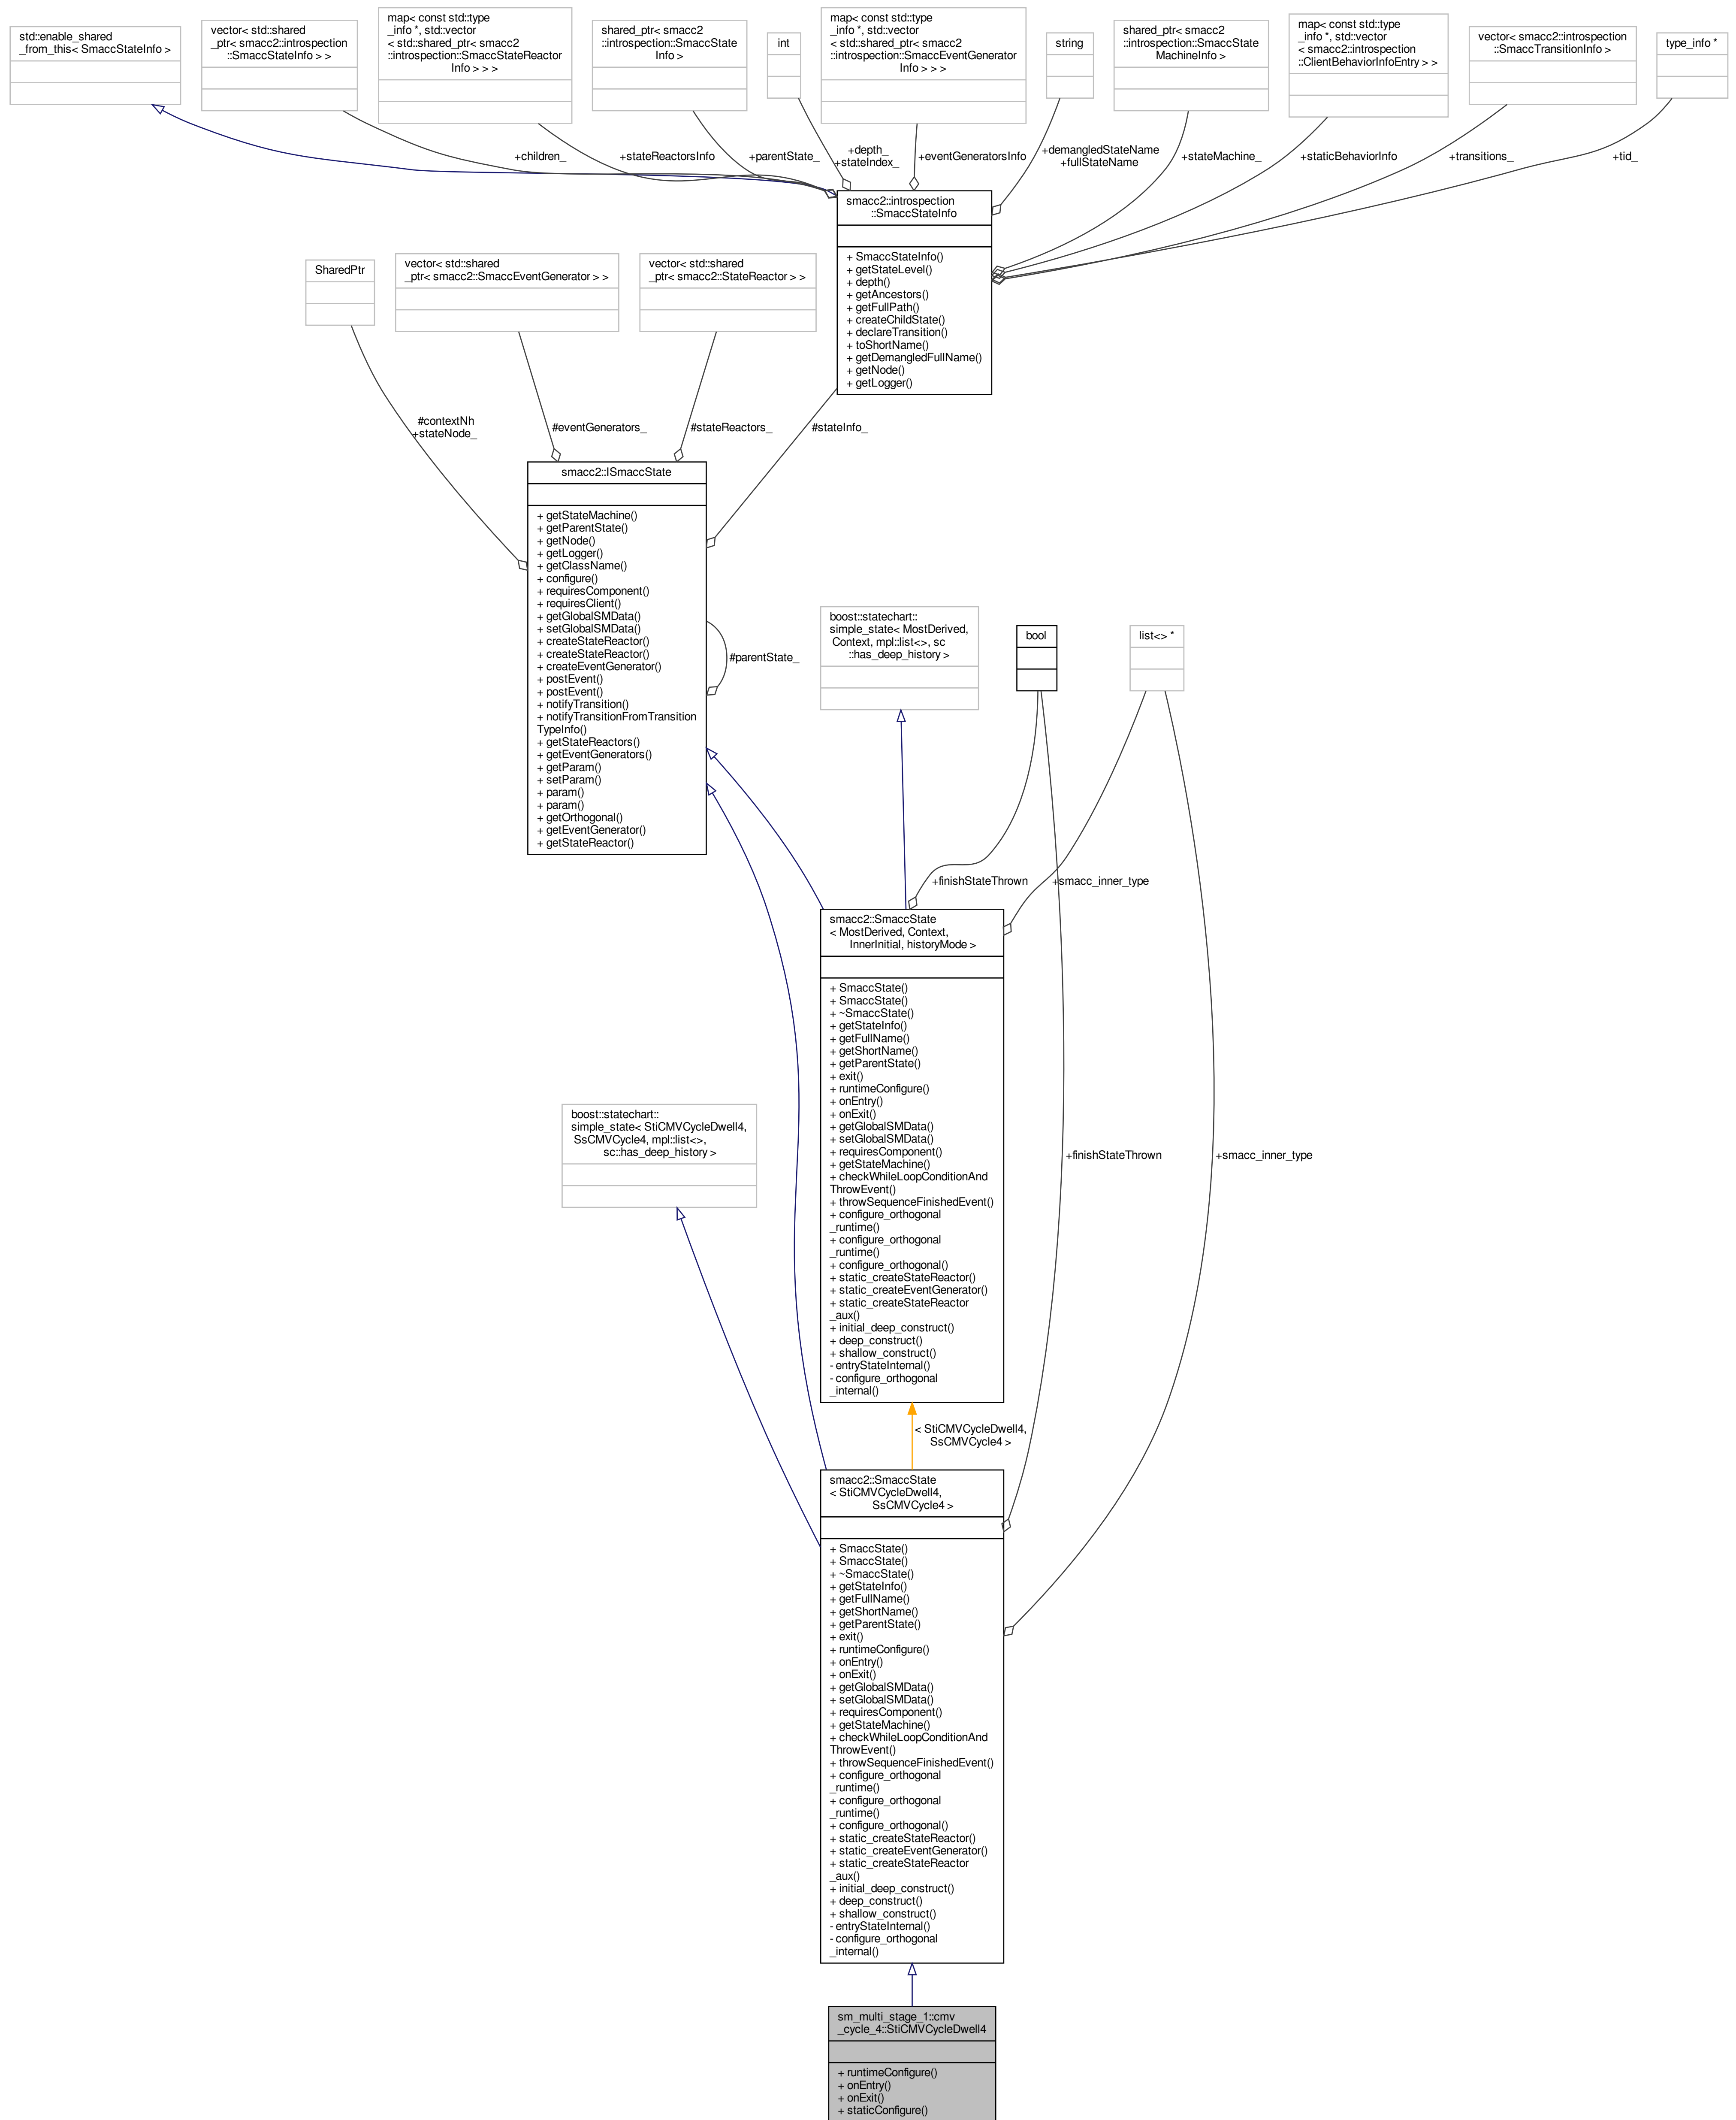 std::enable_shared
_from_this< SmaccStateInfo >
vector< std::shared
_ptr< smacc2::introspection
::SmaccStateInfo > >
map< const std::type
_info *, std::vector
< std::shared_ptr< smacc2
::introspection::SmaccStateReactor
Info > > >
shared_ptr< smacc2
::introspection::SmaccState
Info >
int
map< const std::type
_info *, std::vector
< std::shared_ptr< smacc2
::introspection::SmaccEventGenerator
Info > > >
string
shared_ptr< smacc2
::introspection::SmaccState
MachineInfo >
map< const std::type
_info *, std::vector
< smacc2::introspection
::ClientBehaviorInfoEntry > >
vector< smacc2::introspection
::SmaccTransitionInfo >
type_info *
+children_
+stateReactorsInfo
+parentState_
+depth_
+stateIndex_
+eventGeneratorsInfo
+demangledStateName
+fullStateName
+stateMachine_
+staticBehaviorInfo
+transitions_
+tid_
smacc2::introspection
::SmaccStateInfo
+ SmaccStateInfo()
+ getStateLevel()
+ depth()
+ getAncestors()
+ getFullPath()
+ createChildState()
+ declareTransition()
+ toShortName()
+ getDemangledFullName()
+ getNode()
+ getLogger()
SharedPtr
vector< std::shared
_ptr< smacc2::SmaccEventGenerator > >
vector< std::shared
_ptr< smacc2::StateReactor > >
#contextNh
+stateNode_
#eventGenerators_
#stateReactors_
#stateInfo_
smacc2::ISmaccState
+ getStateMachine()
+ getParentState()
+ getNode()
+ getLogger()
+ getClassName()
+ configure()
+ requiresComponent()
+ requiresClient()
+ getGlobalSMData()
+ setGlobalSMData()
+ createStateReactor()
+ createStateReactor()
+ createEventGenerator()
+ postEvent()
+ postEvent()
+ notifyTransition()
+ notifyTransitionFromTransition
TypeInfo()
+ getStateReactors()
+ getEventGenerators()
+ getParam()
+ setParam()
+ param()
+ param()
+ getOrthogonal()
+ getEventGenerator()
+ getStateReactor()
#parentState_
boost::statechart::
simple_state< MostDerived,
Context, mpl::list<>, sc
::has_deep_history >
bool
list<> *
+finishStateThrown
+smacc_inner_type
smacc2::SmaccState
< MostDerived, Context,
InnerInitial, historyMode >
+ SmaccState()
+ SmaccState()
+ ~SmaccState()
+ getStateInfo()
+ getFullName()
+ getShortName()
+ getParentState()
+ exit()
+ runtimeConfigure()
+ onEntry()
+ onExit()
+ getGlobalSMData()
+ setGlobalSMData()
+ requiresComponent()
+ getStateMachine()
+ checkWhileLoopConditionAnd
ThrowEvent()
+ throwSequenceFinishedEvent()
+ configure_orthogonal
_runtime()
+ configure_orthogonal
_runtime()
+ configure_orthogonal()
+ static_createStateReactor()
+ static_createEventGenerator()
+ static_createStateReactor
_aux()
+ initial_deep_construct()
+ deep_construct()
+ shallow_construct()
- entryStateInternal()
- configure_orthogonal
_internal()
boost::statechart::
simple_state< StiCMVCycleDwell4,
SsCMVCycle4, mpl::list<>,
sc::has_deep_history >
+finishStateThrown
+smacc_inner_type
< StiCMVCycleDwell4,
SsCMVCycle4 >
smacc2::SmaccState
< StiCMVCycleDwell4,
SsCMVCycle4 >
+ SmaccState()
+ SmaccState()
+ ~SmaccState()
+ getStateInfo()
+ getFullName()
+ getShortName()
+ getParentState()
+ exit()
+ runtimeConfigure()
+ onEntry()
+ onExit()
+ getGlobalSMData()
+ setGlobalSMData()
+ requiresComponent()
+ getStateMachine()
+ checkWhileLoopConditionAnd
ThrowEvent()
+ throwSequenceFinishedEvent()
+ configure_orthogonal
_runtime()
+ configure_orthogonal
_runtime()
+ configure_orthogonal()
+ static_createStateReactor()
+ static_createEventGenerator()
+ static_createStateReactor
_aux()
+ initial_deep_construct()
+ deep_construct()
+ shallow_construct()
- entryStateInternal()
- configure_orthogonal
_internal()
sm_multi_stage_1::cmv
_cycle_4::StiCMVCycleDwell4
+ runtimeConfigure()
+ onEntry()
+ onExit()
+ staticConfigure()